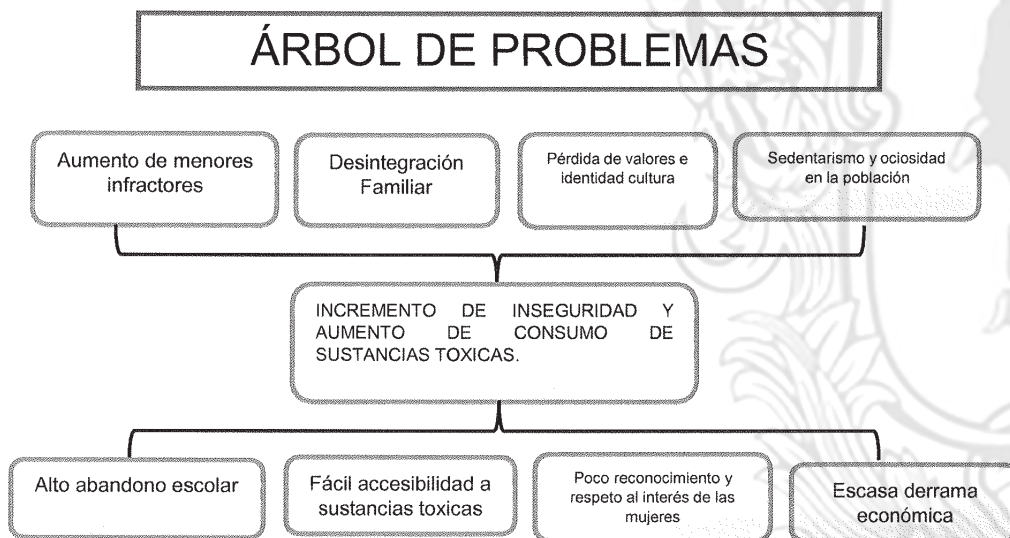 ÁRBOL DE PROBLEMAS
Aumento de menores
infractores
Desintegración
Familiar
Pérdida de valores e
identidad cultura
Sedentarismo y ociosidad
en la población
INCREMENTO DE INSEGURIDAD Y
AUMENTO DE CONSUMO DE
SUSTANCIAS TOXICAS.
Alto abandono escolar
Fácil accesibilidad a
sustancias toxicas
Poco reconocimiento y
respeto al interés de las
mujeres
Escasa derrama
económica